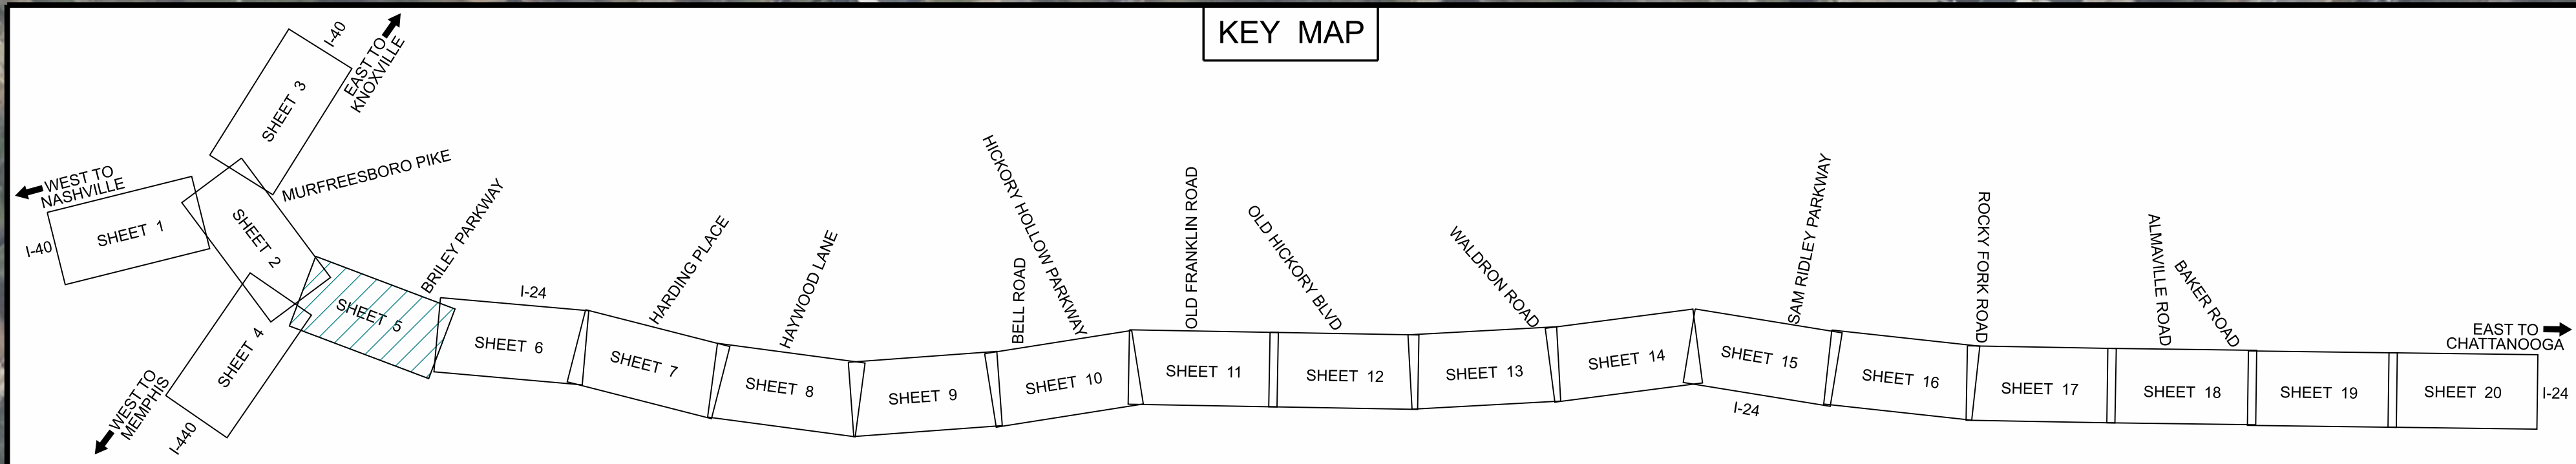 KEY MAP
I-40
EAST TO
KNOXVILLE
SHEET 3
MURFREESBORO PIKE
WEST TO
NASHVILLE
I-40
SHEET 1
SHEET 2
SHEET 4
WEST TO
MEMPHIS
I-440
SHEET 5
BRILEY PARKWAY
I-24
SHEET 6
HARDING PLACE
SHEET 7
HAYWOOD LANE
SHEET 8
SHEET 9
BELL ROAD
HICKORY HOLLOW PARKWAY
SHEET 10
OLD FRANKLIN ROAD
SHEET 11
OLD HICKORY BLVD
SHEET 12
WALDRON ROAD
SHEET 13
SHEET 14
SAM RIDLEY PARKWAY
SHEET 15
I-24
SHEET 16
ROCKY FORK ROAD
SHEET 17
ALMAVILLE ROAD
BAKER ROAD
SHEET 18
SHEET 19
EAST TO
CHATTANOOGA
SHEET 20
I-24